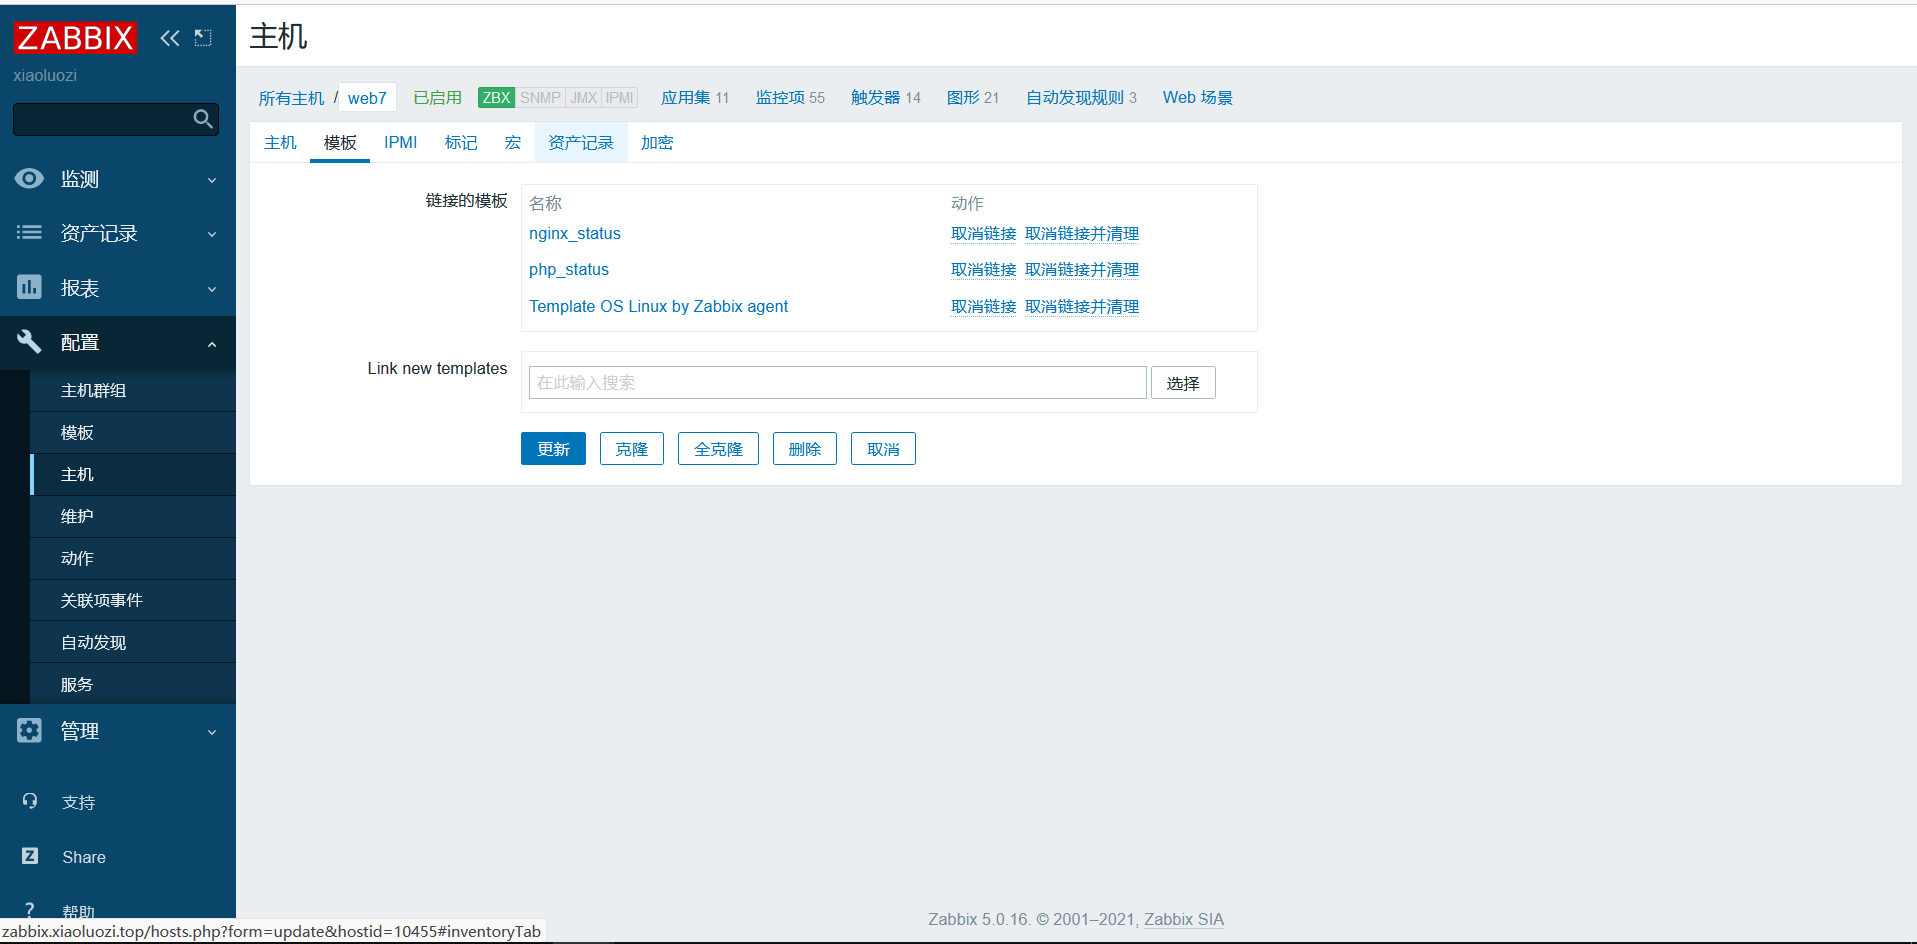 ZABBIX
xiaoluozi
监测
资产记录
报表
配置
主机群组
模板
主机
维护
动作
关联项事件
自动发现
服务
管理
支持
Share
帮助
主机
所有主机 / web7 已启用 ZBX SNMP JMX IPMI 应用集 11 监控项 55 触发器 14 图形 21 自动发现规则 3 Web 场景
主机 模板 IPMI 标记 宏 资产记录 加密
链接的模板 名称 动作
nginx_status 取消链接 取消链接并清理
php_status 取消链接 取消链接并清理
Template OS Linux by Zabbix agent 取消链接 取消链接并清理
Link new templates 在此输入搜索 选择
更新 克隆 全克隆 删除 取消
Zabbix 5.0.16. © 2001–2021, Zabbix SIA
zabbix.xiaoluozi.top/hosts.php?form=update&hostid=10455#inventoryTab